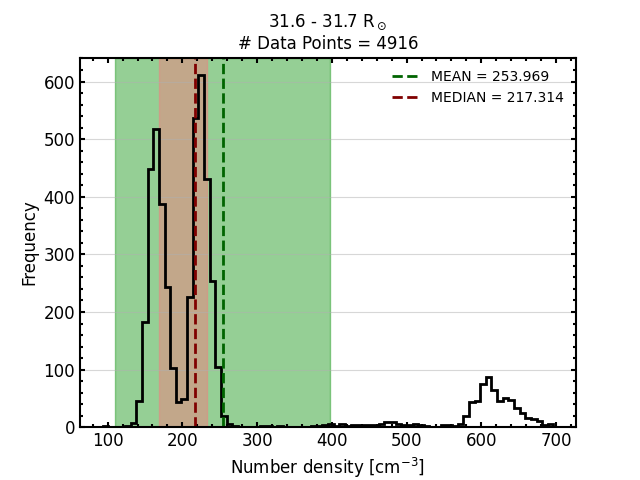 31.6 - 31.7 R⊙
# Data Points = 4916
MEAN = 253.969
MEDIAN = 217.314
Frequency
600
500
400
300
200
100
0
100 200 300 400 500 600 700
Number density [cm⁻³]